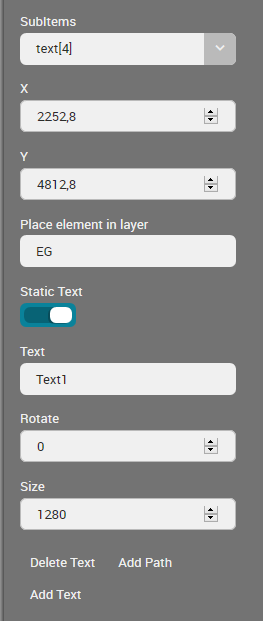 SubItems
text[4]
X
2252,8
Y
4812,8
Place element in layer
EG
Static Text
Text
Text1
Rotate
0
Size
1280
Delete Text Add Path
Add Text